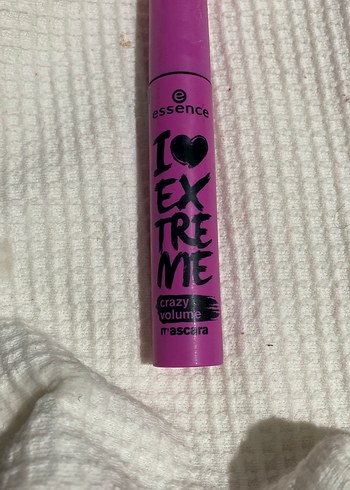 essence
I ♥
EX
TRE
ME
crazy
volume
mascara